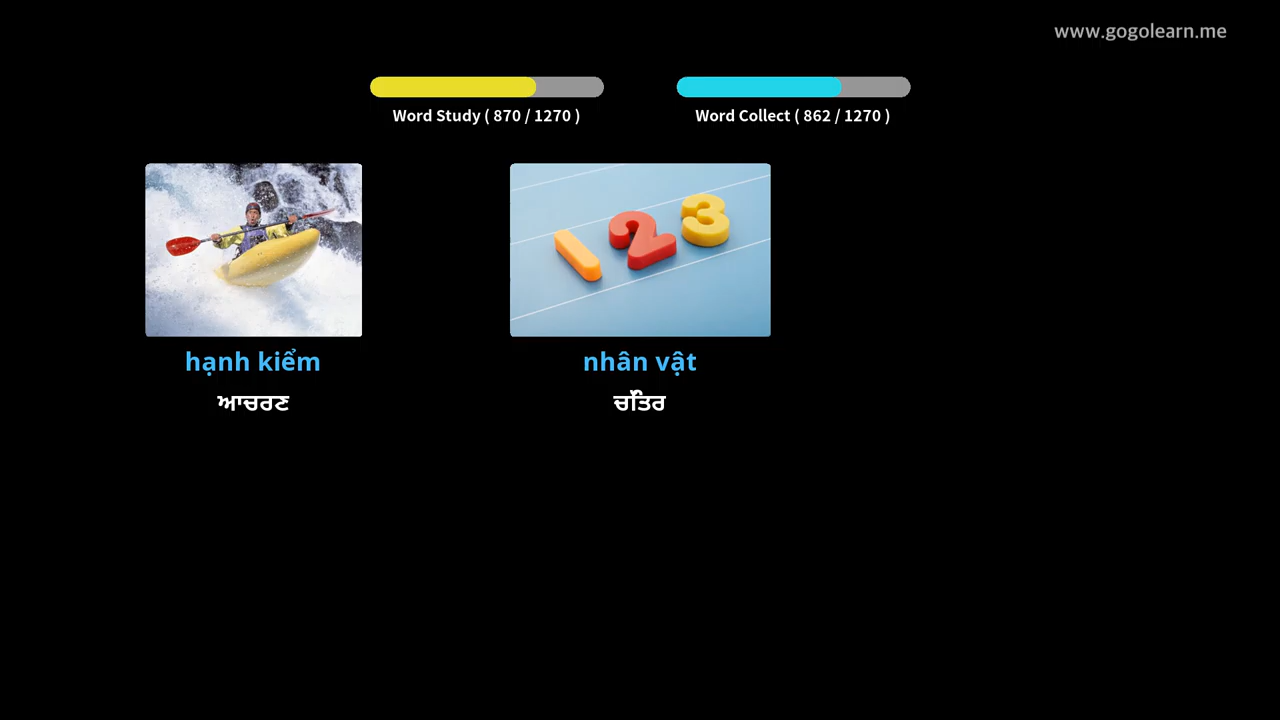 www.gogolearn.me
Word Study ( 870 / 1270 )
Word Collect ( 862 / 1270 )
hạnh kiểm
ਆਚਰਣ
nhân vật
ਚੱਤਿਰ